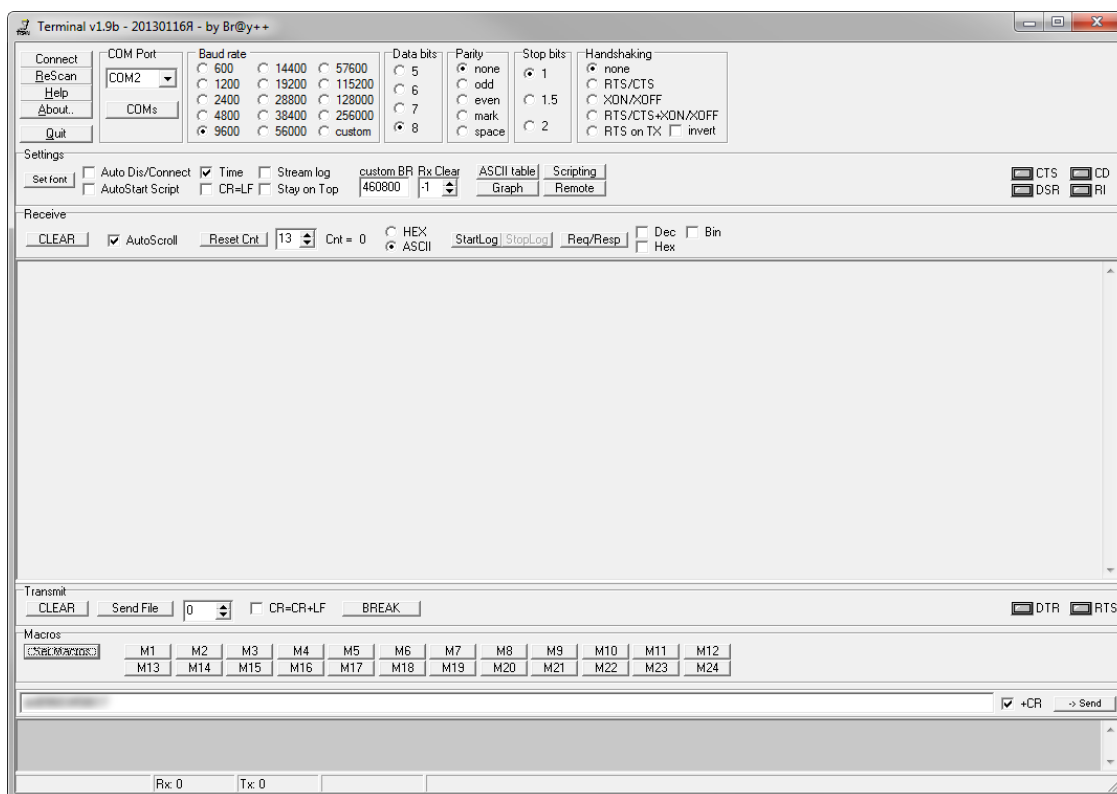 Terminal v1.9b - 20130116Я - by Br@y++
Connect
ReScan
Help
About..
Quit
COM Port
COM2
COMs
Baud rate
600 14400 57600
1200 19200 115200
2400 28800 128000
4800 38400 256000
9600 56000 custom
Data bits
5
6
7
8
Parity
none
odd
even
mark
space
Stop bits
1
1.5
2
Handshaking
none
RTS/CTS
XON/XOFF
RTS/CTS+XON/XOFF
RTS on TX invert
Settings
Set font
Auto Dis/Connect Time Stream log
AutoStart Script CR=LF Stay on Top
custom BR Rx Clear
460800 -1
ASCII table Scripting
Graph Remote
CTS CD
DSR RI
Receive
CLEAR AutoScroll Reset Cnt 13 Cnt = 0
HEX
ASCII
StartLog StopLog Req/Resp
Dec Bin
Hex
Transmit
CLEAR Send File 0 CR=CR+LF BREAK DTR RTS
Macros
Set Macros
M1 M2 M3 M4 M5 M6 M7 M8 M9 M10 M11 M12
M13 M14 M15 M16 M17 M18 M19 M20 M21 M22 M23 M24
+CR -> Send
Rx: 0 Tx: 0